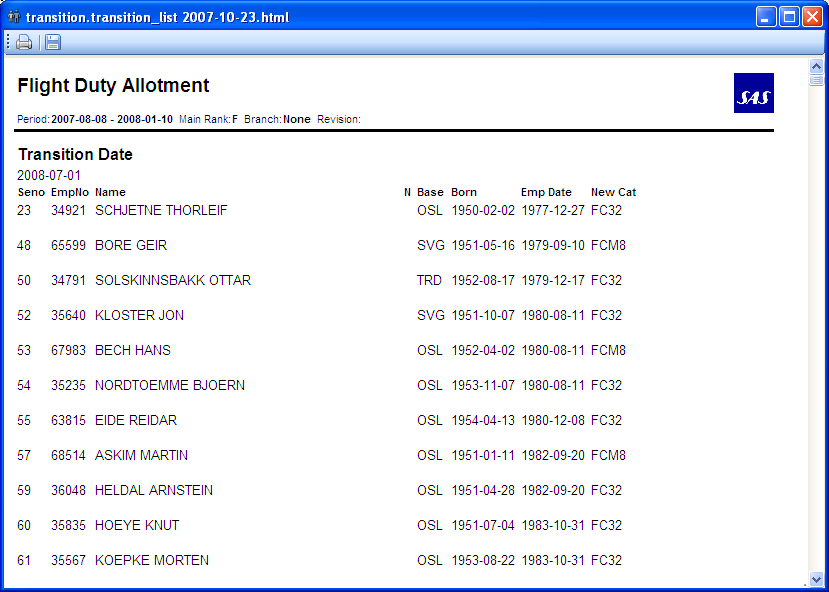 transition.transition_list 2007-10-23.html
Flight Duty Allotment
SAS
Period: 2007-08-08 - 2008-01-10 Main Rank: F Branch: None Revision:
Transition Date
2008-07-01
Seno EmpNo Name N Base Born Emp Date New Cat
23 34921 SCHJETNE THORLEIF OSL 1950-02-02 1977-12-27 FC32
48 65599 BORE GEIR SVG 1951-05-16 1979-09-10 FCM8
50 34791 SOLSKINNSBAKK OTTAR TRD 1952-08-17 1979-12-17 FC32
52 35640 KLOSTER JON SVG 1951-10-07 1980-08-11 FC32
53 67983 BECH HANS OSL 1952-04-02 1980-08-11 FCM8
54 35235 NORDTOEMME BJOERN OSL 1953-11-07 1980-08-11 FC32
55 63815 EIDE REIDAR OSL 1954-04-13 1980-12-08 FC32
57 68514 ASKIM MARTIN OSL 1951-01-11 1982-09-20 FCM8
59 36048 HELDAL ARNSTEIN OSL 1951-04-28 1982-09-20 FC32
60 35835 HOEYE KNUT OSL 1951-07-04 1983-10-31 FC32
61 35567 KOEPKE MORTEN OSL 1953-08-22 1983-10-31 FC32